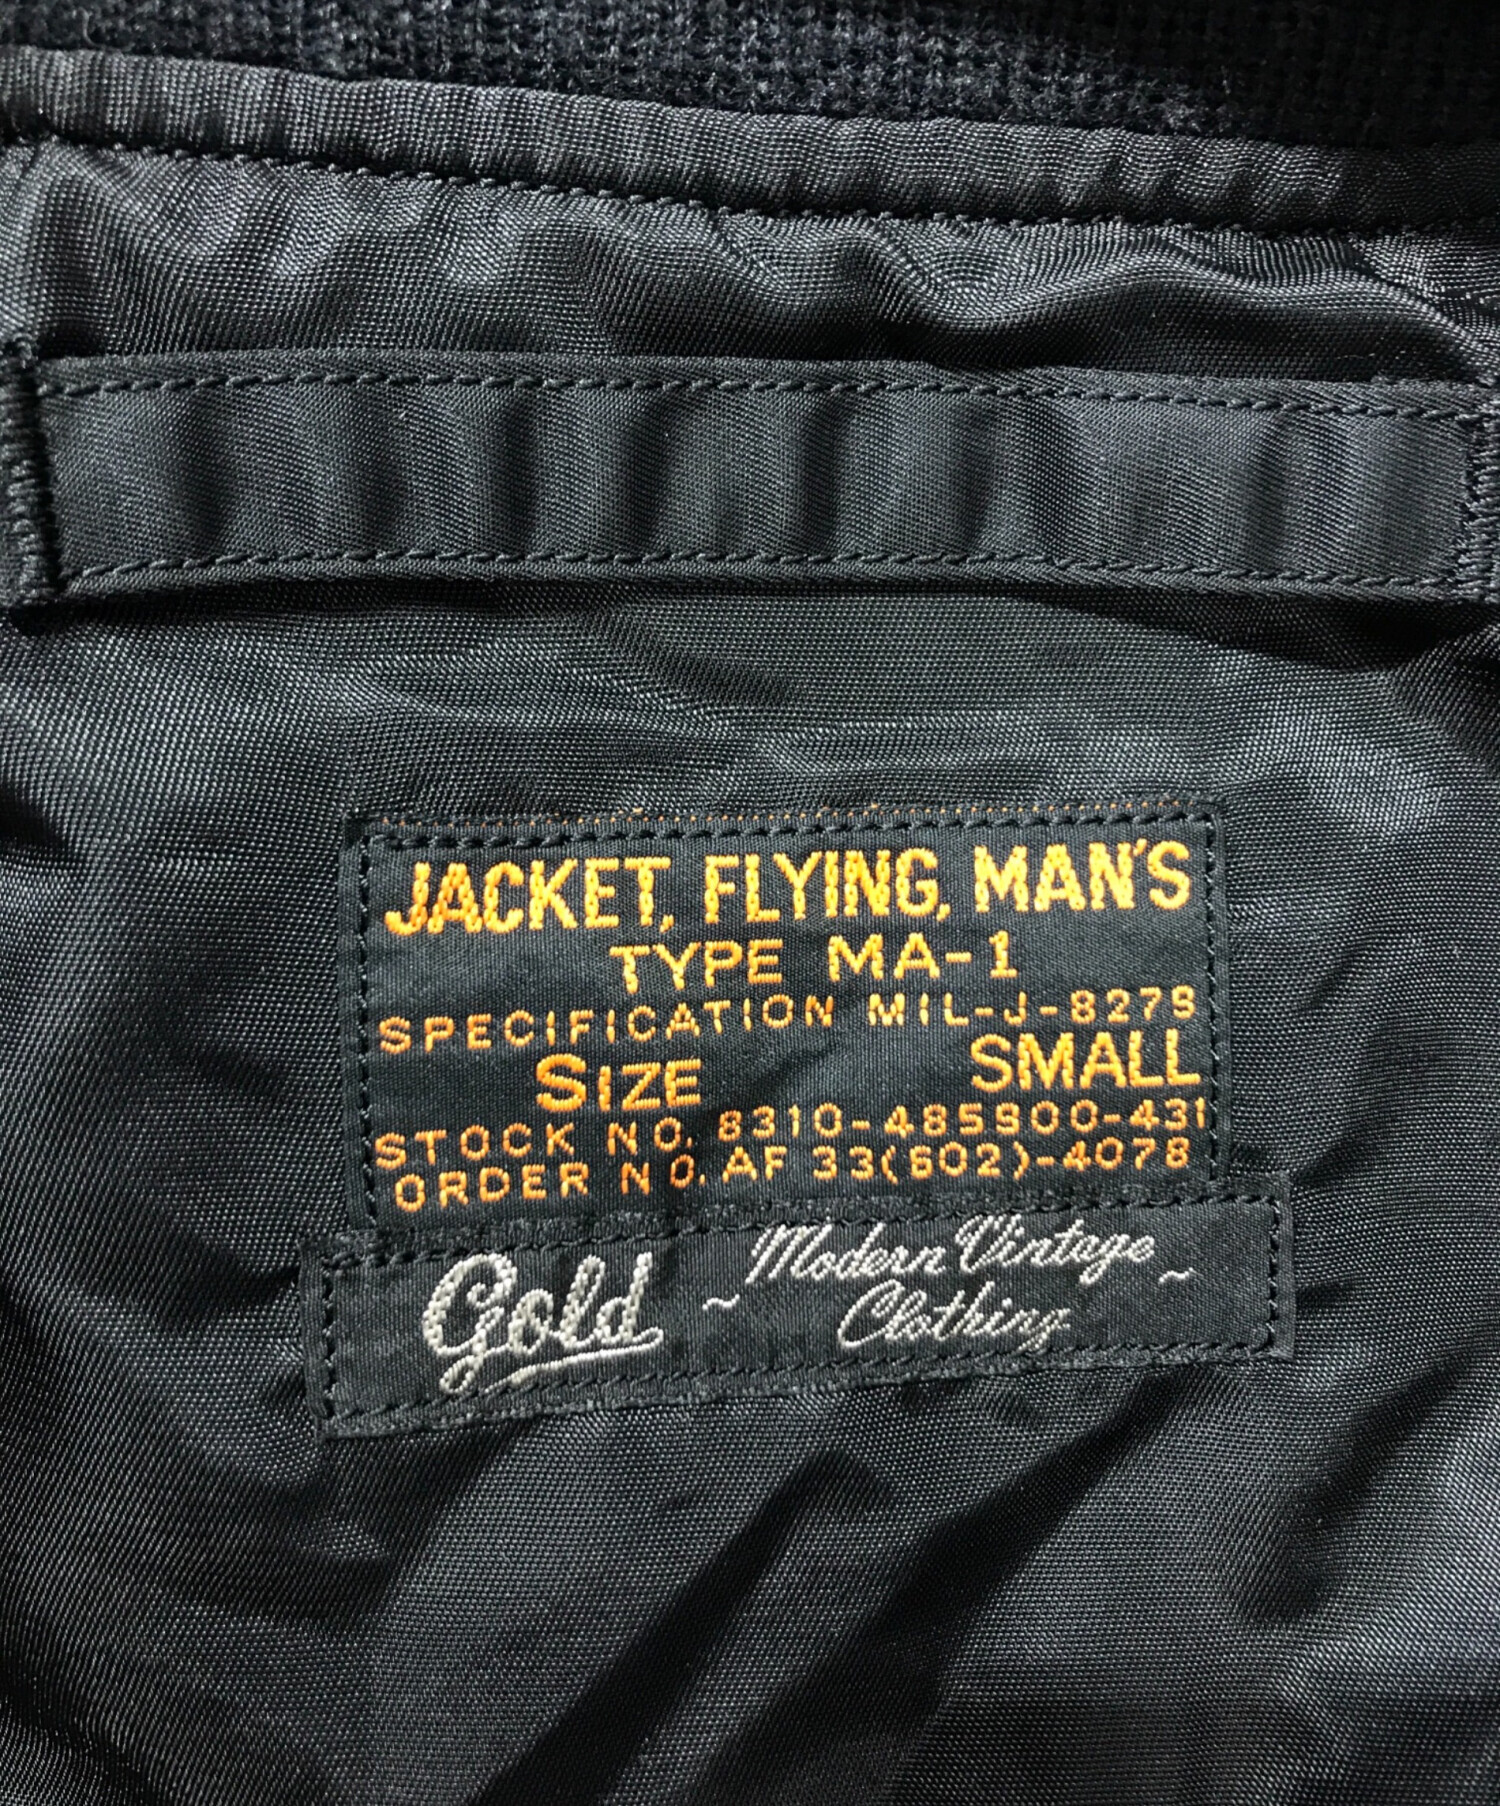 JACKET, FLYING, MAN'S
TYPE MA-1
SPECIFICATION MIL-J-8279
SIZE SMALL
STOCK NO. 8310-485900-431
ORDER NO. AF 33(602)-4078
Gold ~ Modern Vintage ~
Clothing